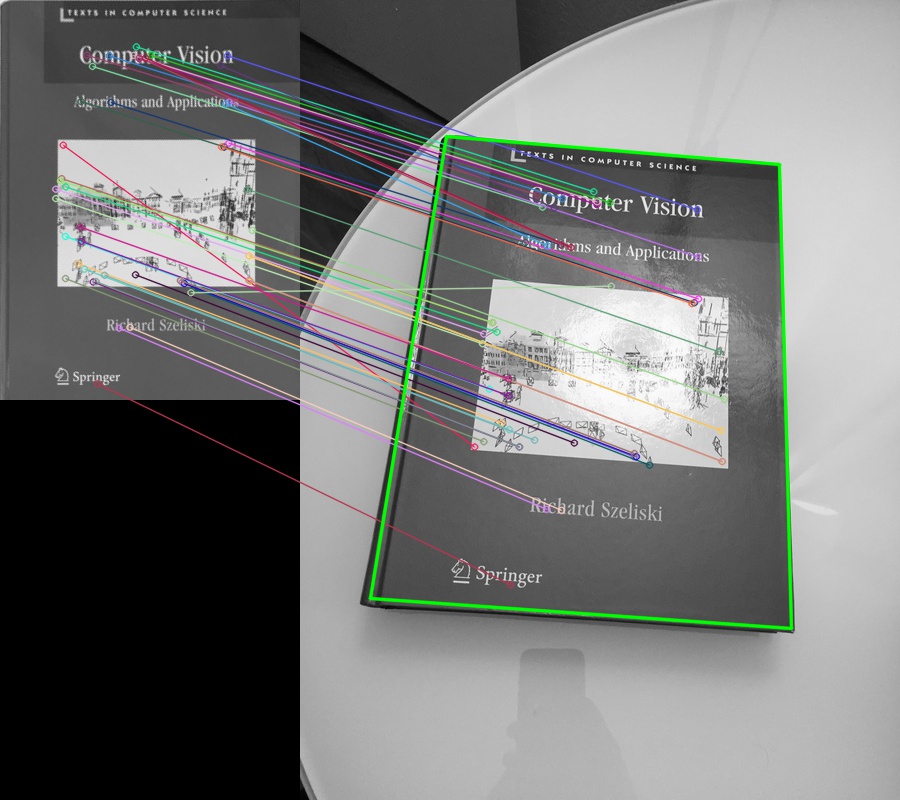 TEXTS IN COMPUTER SCIENCE
Computer Vision
Algorithms and Applications
Richard Szeliski
Springer
TEXTS IN COMPUTER SCIENCE
Computer Vision
Algorithms and Applications
Richard Szeliski
Springer